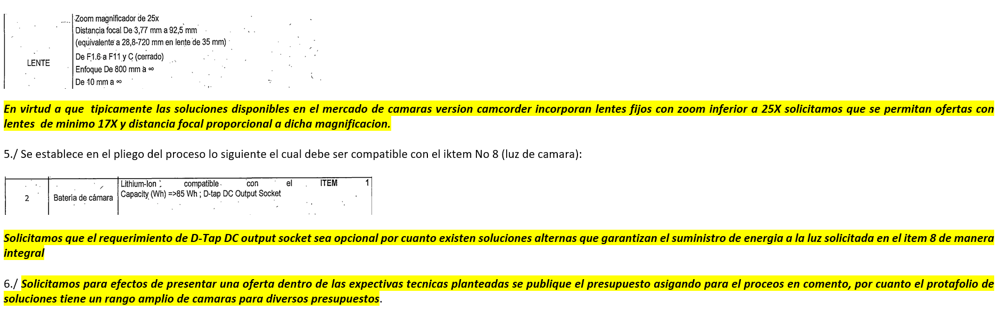 Zoom magnificador de 25x
Distancia focal De 3,77 mm a 92,5 mm
(equivalente a 28,8-720 mm en lente de 35 mm)
De F1.6 a F11 y C (cerrado)
LENTE
Enfoque De 800 mm a ∞
De 10 mm a ∞
En virtud a que tipicamente las soluciones disponibles en el mercado de camaras version camcorder incorporan lentes fijos con zoom inferior a 25X solicitamos que se permitan ofertas con
lentes de minimo 17X y distancia focal proporcional a dicha magnificacion.
5./ Se establece en el pliego del proceso lo siguiente el cual debe ser compatible con el iktem No 8 (luz de camara):
Lithium-Ion compatible con el ITEM 1
2 Batería de cámara Capacity (Wh) =>85 Wh ; D-tap DC Output Socket
Solicitamos que el requerimiento de D-Tap DC output socket sea opcional por cuanto existen soluciones alternas que garantizan el suministro de energia a la luz solicitada en el item 8 de manera
integral
6./ Solicitamos para efectos de presentar una oferta dentro de las expectivas tecnicas planteadas se publique el presupuesto asigando para el proceos en comento, por cuanto el protafolio de
soluciones tiene un rango amplio de camaras para diversos presupuestos.